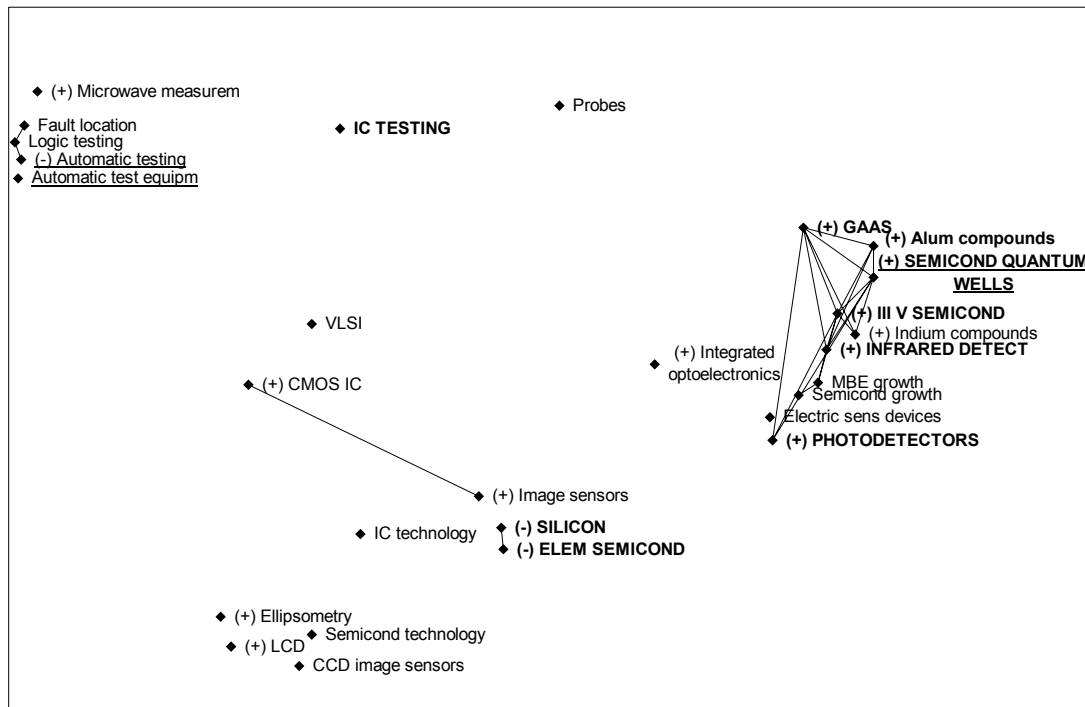 (+) Microwave measurem
Probes
Fault location
IC TESTING
Logic testing
(-) Automatic testing
Automatic test equipm
(+) GAAS
(+) Alum compounds
(+) SEMICOND QUANTUM
WELLS
(+) III V SEMICOND
VLSI
(+) Indium compounds
(+) Integrated
optoelectronics
(+) INFRARED DETECT
(+) CMOS IC
MBE growth
Semicond growth
Electric sens devices
(+) PHOTODETECTORS
(+) Image sensors
(-) SILICON
IC technology
(-) ELEM SEMICOND
(+) Ellipsometry
Semicond technology
(+) LCD
CCD image sensors